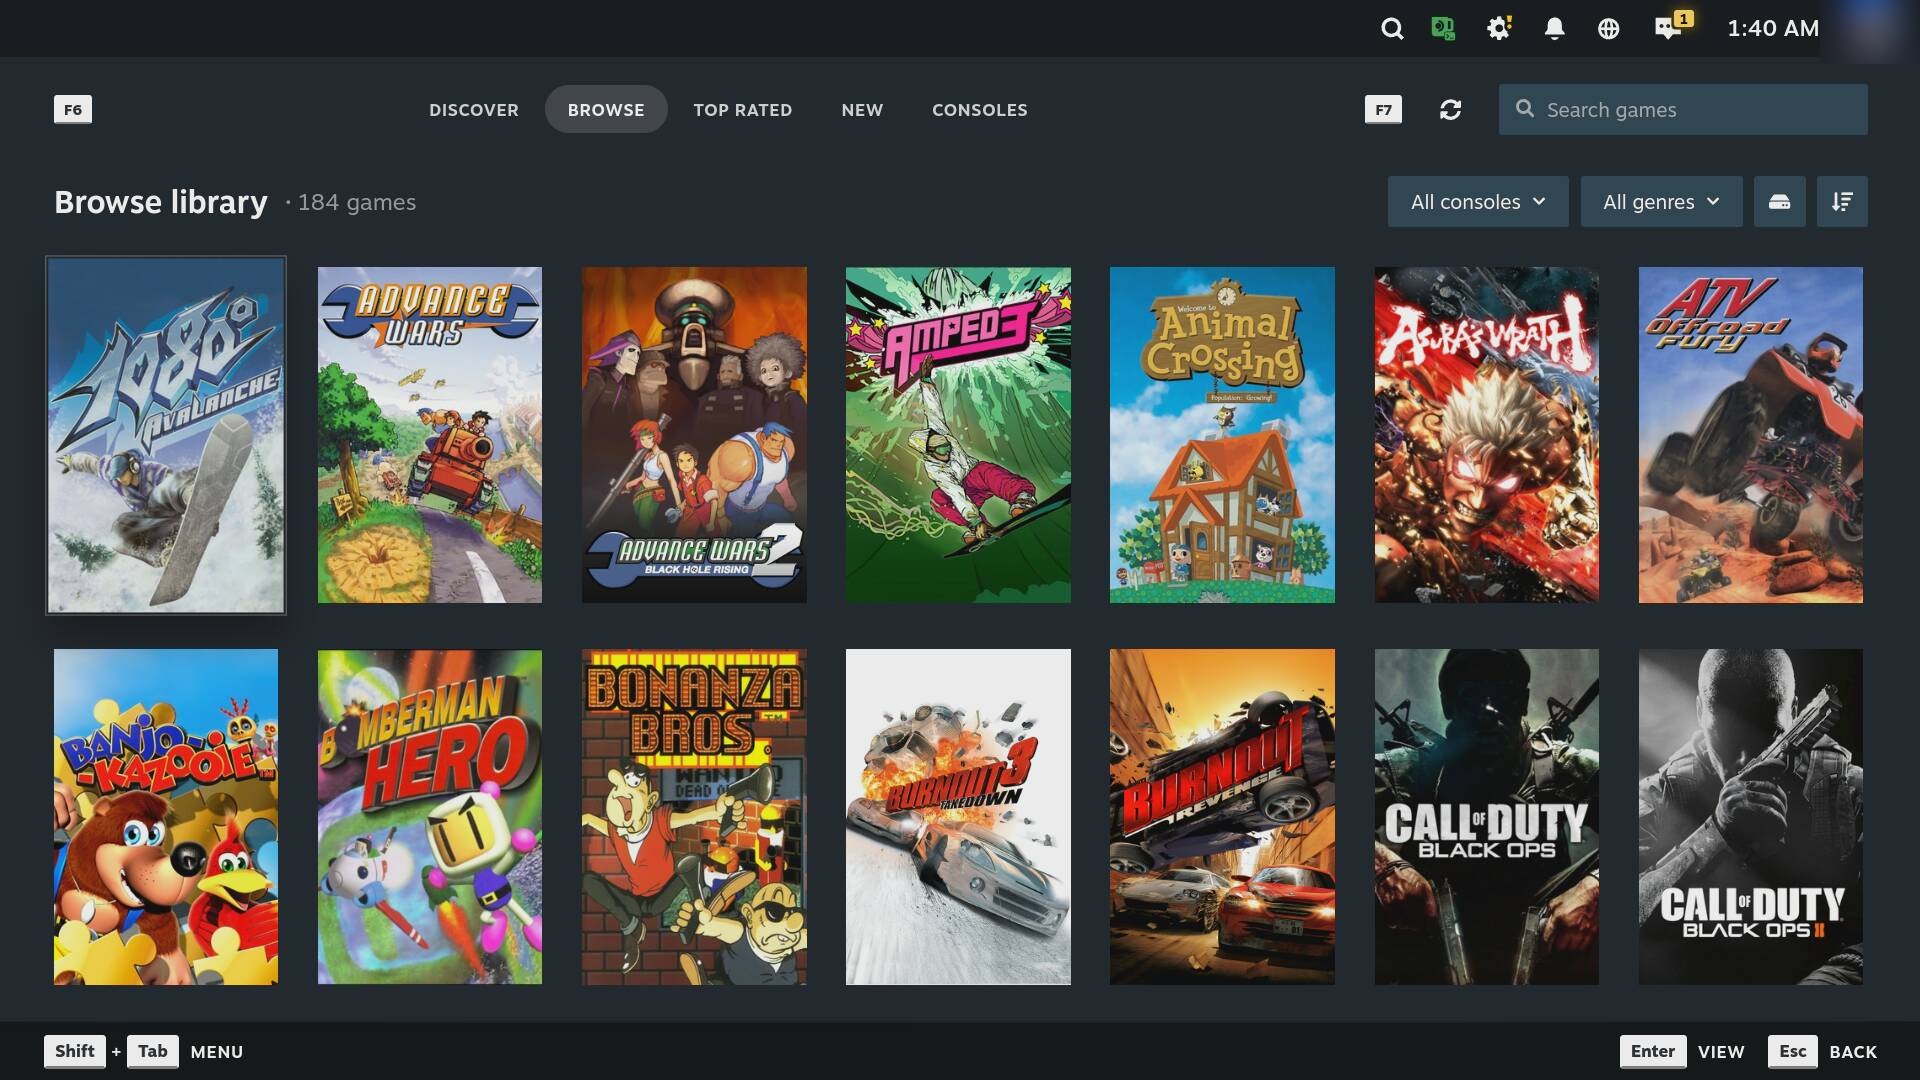 1
1:40 AM
F6
DISCOVER
BROWSE
TOP RATED
NEW
CONSOLES
F7
Search games
Browse library
· 184 games
All consoles
All genres
1080°
AVALANCHE
ADVANCE
WARS
ADVANCE WARS 2
BLACK HOLE RISING
AMPED 3
Welcome to
Animal
Crossing
Population: Growing!
ASURA'S WRATH
ATV
Offroad
Fury
BANJO-
-KAZOOIE
BOMBERMAN
HERO
BONANZA
BROS.
WANTED
BURNOUT 3
TAKEDOWN
BURNOUT
REVENGE
CALL OF DUTY
BLACK OPS
CALL OF DUTY
BLACK OPS II
Shift + Tab MENU
Enter VIEW
Esc BACK